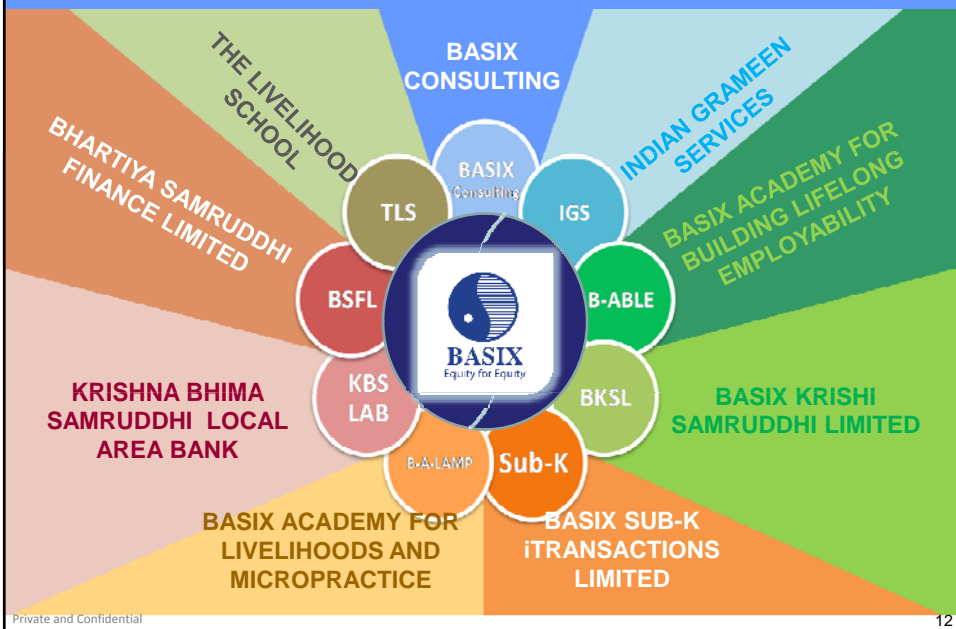 BASIX
CONSULTING
INDIAN GRAMEEN
SERVICES
BASIX ACADEMY FOR
BUILDING LIFELONG
EMPLOYABILITY
BASIX KRISHI
SAMRUDDHI LIMITED
BASIX SUB-K
iTRANSACTIONS
LIMITED
BASIX ACADEMY FOR
LIVELIHOODS AND
MICROPRACTICE
KRISHNA BHIMA
SAMRUDDHI LOCAL
AREA BANK
BHARTIYA SAMRUDDHI
FINANCE LIMITED
THE LIVELIHOOD
SCHOOL
BASIX
Consulting
IGS
B-ABLE
BKSL
Sub-K
B-A-LAMP
KBS
LAB
BSFL
TLS
BASIX
Equity for Equity
Private and Confidential
12